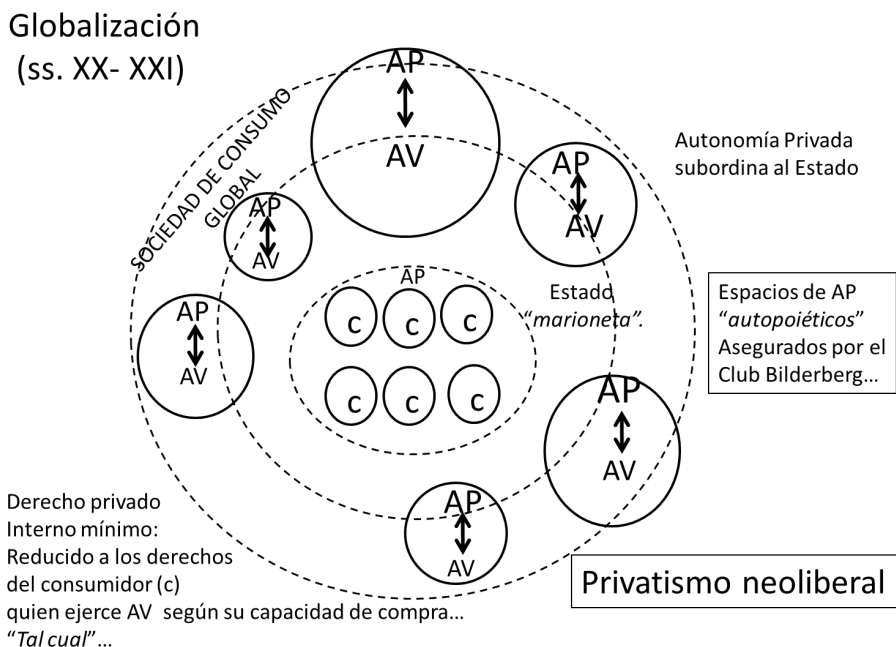 Globalización
(ss. XX- XXI)
SOCIEDAD DE CONSUMO
GLOBAL
AP
AV
AP
AV
AP
AV
AP
AV
AP
AV
AP
AV
AP
c c c
c c c
Estado
“marioneta”.
Autonomía Privada
subordina al Estado
Espacios de AP
“autopoiéticos”
Asegurados por el
Club Bilderberg…
Derecho privado
Interno mínimo:
Reducido a los derechos
del consumidor (c)
quien ejerce AV según su capacidad de compra…
“Tal cual”…
Privatismo neoliberal